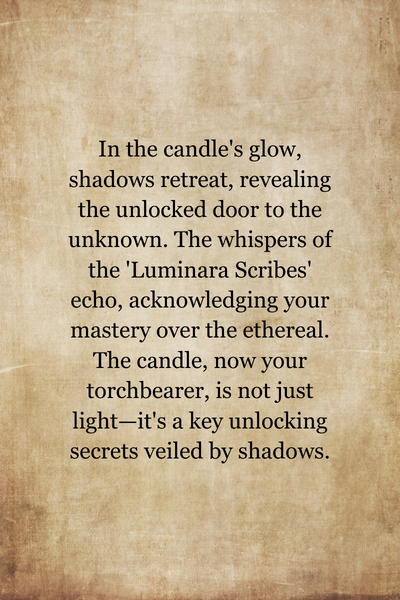 In the candle's glow,
shadows retreat, revealing
the unlocked door to the
unknown. The whispers of
the 'Luminara Scribes'
echo, acknowledging your
mastery over the ethereal.
The candle, now your
torchbearer, is not just
light—it's a key unlocking
secrets veiled by shadows.